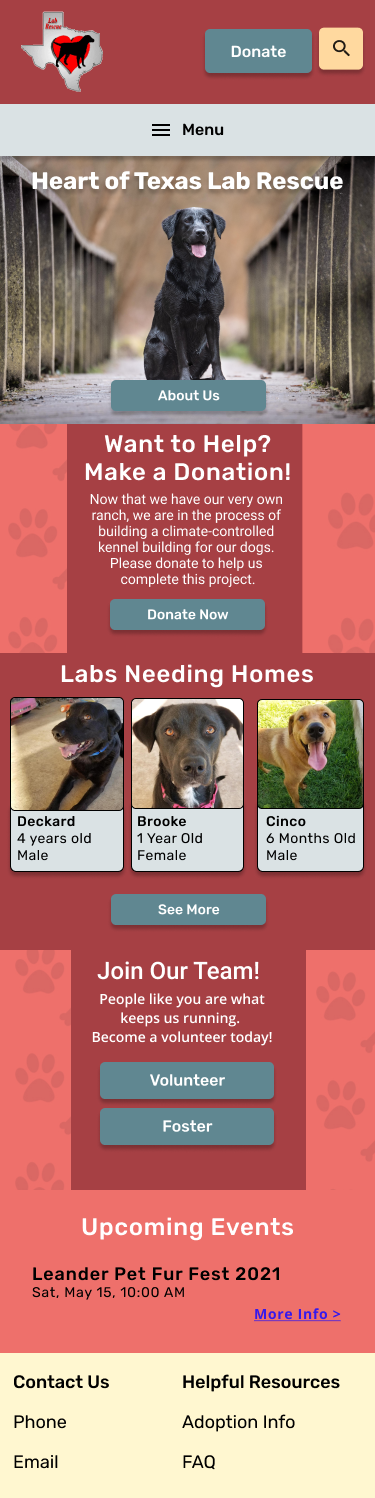 Lab
Rescue
Donate
Menu
Heart of Texas Lab Rescue
About Us
Want to Help?
Make a Donation!
Now that we have our very own
ranch, we are in the process of
building a climate-controlled
kennel building for our dogs.
Please donate to help us
complete this project.
Donate Now
Labs Needing Homes
Deckard
4 years old
Male
Brooke
1 Year Old
Female
Cinco
6 Months Old
Male
See More
Join Our Team!
People like you are what
keeps us running.
Become a volunteer today!
Volunteer
Foster
Upcoming Events
Leander Pet Fur Fest 2021
Sat, May 15, 10:00 AM
More Info >
Contact Us
Helpful Resources
Phone
Adoption Info
Email
FAQ